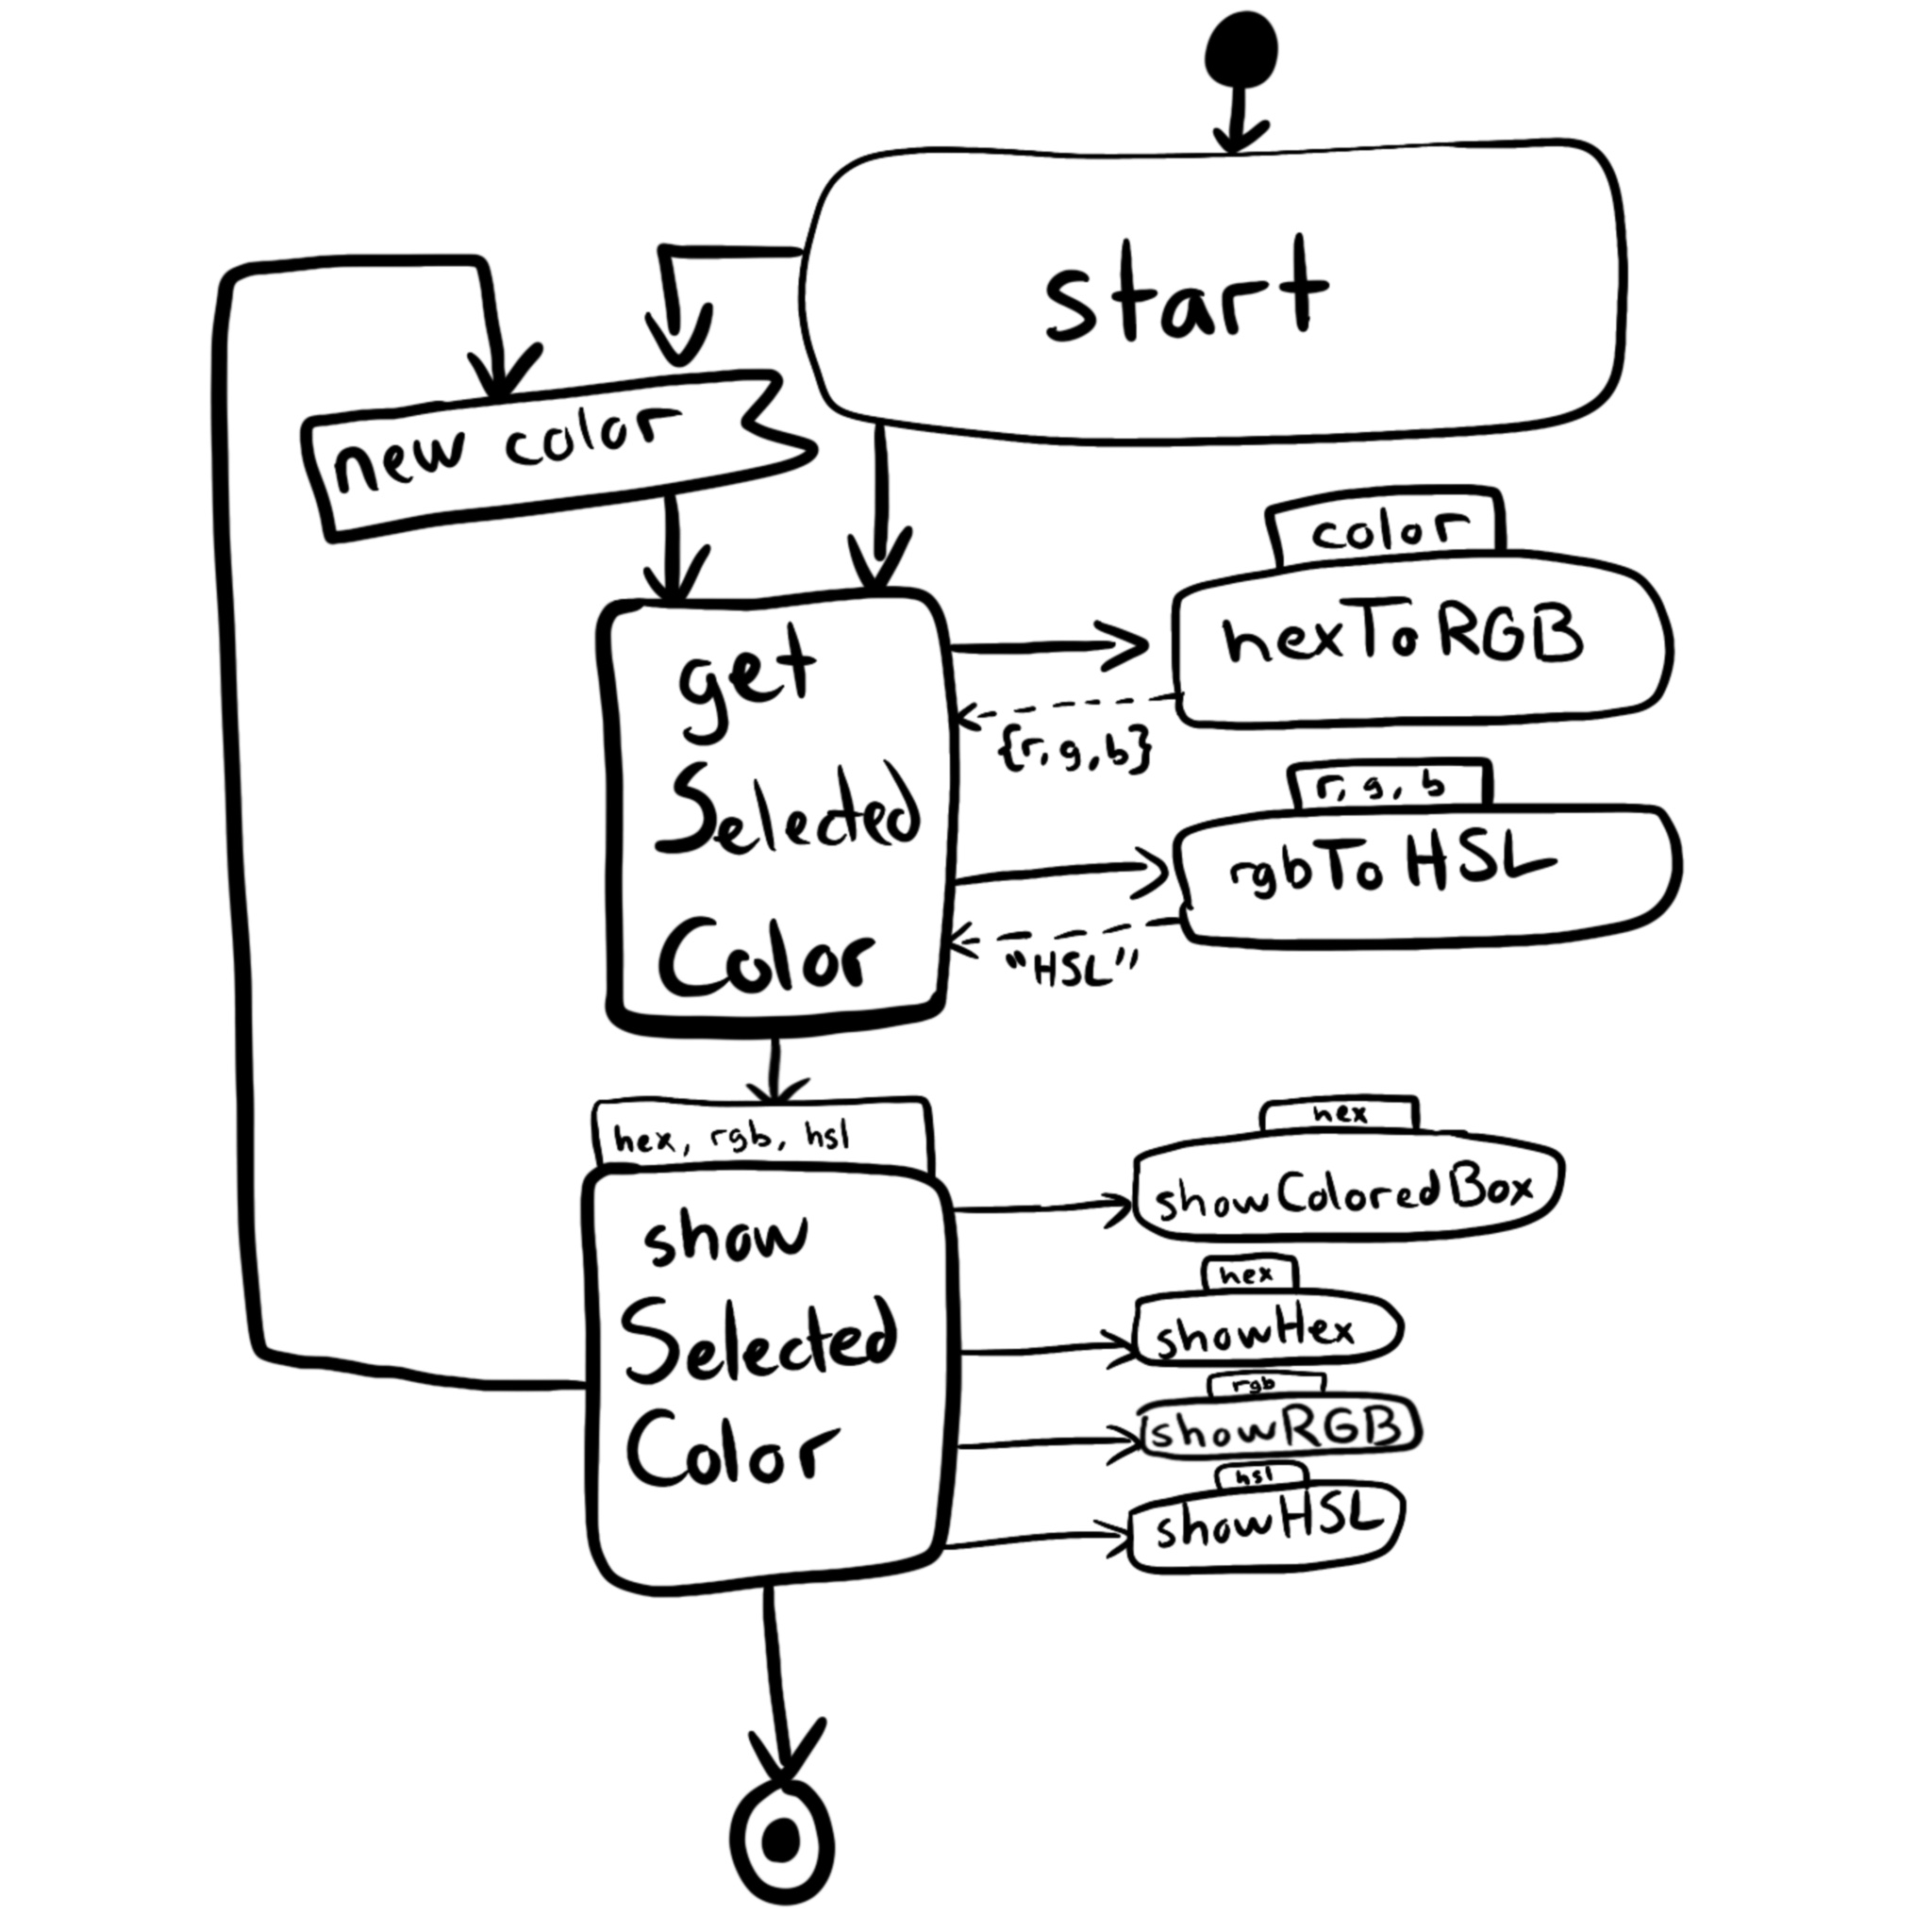 start
new color
color
hexToRGB
get
Selected
Color
{r, g, b}
r, g, b
rgbToHSL
"HSL"
hex, rgb, hsl
show
Selected
Color
hex
showColoredBox
hex
showHex
rgb
showRGB
hsl
showHSL